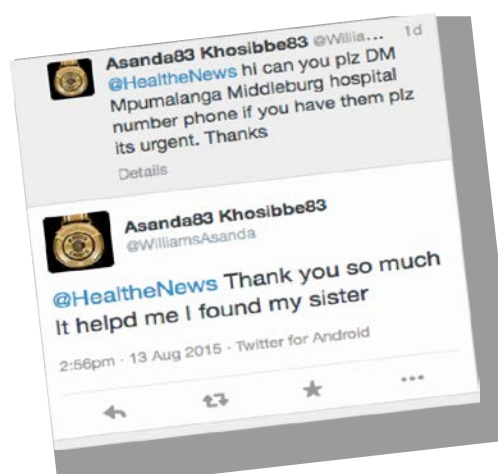 Asanda83 Khosibbe83 @Willia... 1d
@HealtheNews hi can you plz DM
Mpumalanga Middleburg hospital
number phone if you have them plz
its urgent. Thanks
Details
Asanda83 Khosibbe83
@WilliamsAsanda
@HealtheNews Thank you so much
It helpd me I found my sister
2:56pm · 13 Aug 2015 · Twitter for Android